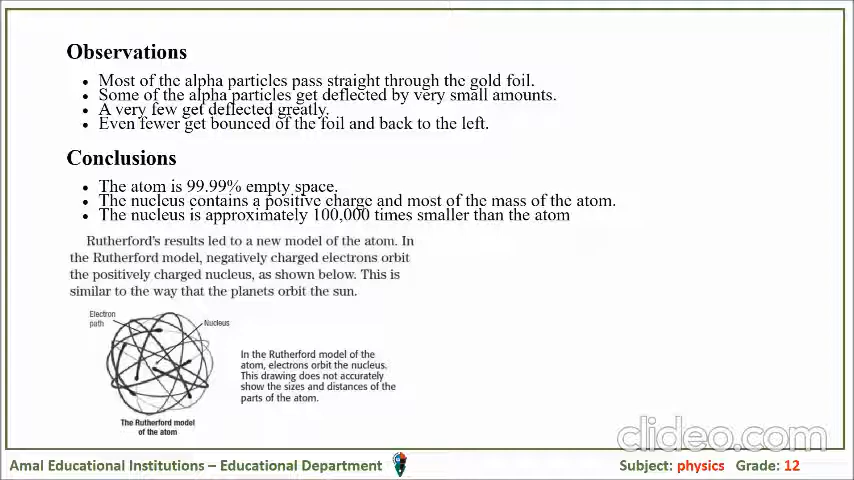 Observations
Most of the alpha particles pass straight through the gold foil.
Some of the alpha particles get deflected by very small amounts.
A very few get deflected greatly.
Even fewer get bounced of the foil and back to the left.
Conclusions
The atom is 99.99% empty space.
The nucleus contains a positive charge and most of the mass of the atom.
The nucleus is approximately 100,000 times smaller than the atom
Rutherford's results led to a new model of the atom. In
the Rutherford model, negatively charged electrons orbit
the positively charged nucleus, as shown below. This is
similar to the way that the planets orbit the sun.
Electron
path
Nucleus
In the Rutherford model of the
atom, electrons orbit the nucleus.
This drawing does not accurately
show the sizes and distances of the
parts of the atom.
The Rutherford model
of the atom
clideo.com
Amal Educational Institutions – Educational Department
Subject: physics Grade: 12